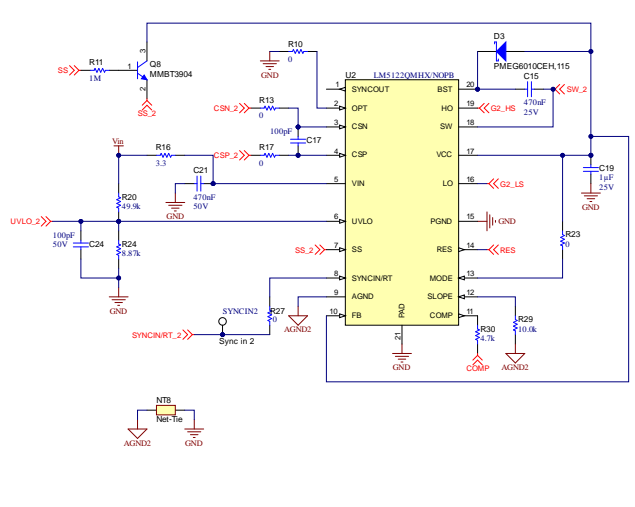 D3
PMEG6010CEH,115
R11
1M
SS
3
1
2
Q8
MMBT3904
SS_2
R10
0
GND
U2
LM5122QMHX/NOPB
C15
470nF
25V
SW_2
1
SYNCOUT
BST
20
CSN_2
R13
0
2
OPT
HO
19
G2_HS
100pF
C17
3
CSN
SW
18
Vin
R16
3.3
CSP_2
R17
0
4
CSP
VCC
17
C21
470nF
50V
GND
5
VIN
LO
16
G2_LS
C19
1µF
25V
GND
R20
49.9k
UVLO_2
6
UVLO
PGND
15
GND
100pF
50V
C24
R24
8.87k
SS_2
7
SS
RES
14
RES
R23
0
8
SYNCIN/RT
MODE
13
GND
9
AGND
SLOPE
12
SYNCIN2
R27
0
AGND2
10
FB
COMP
11
PAD
21
SYNCIN/RT_2
Sync in 2
R30
4.7k
R29
10.0k
GND
COMP
AGND2
NT8
Net-Tie
AGND2
GND